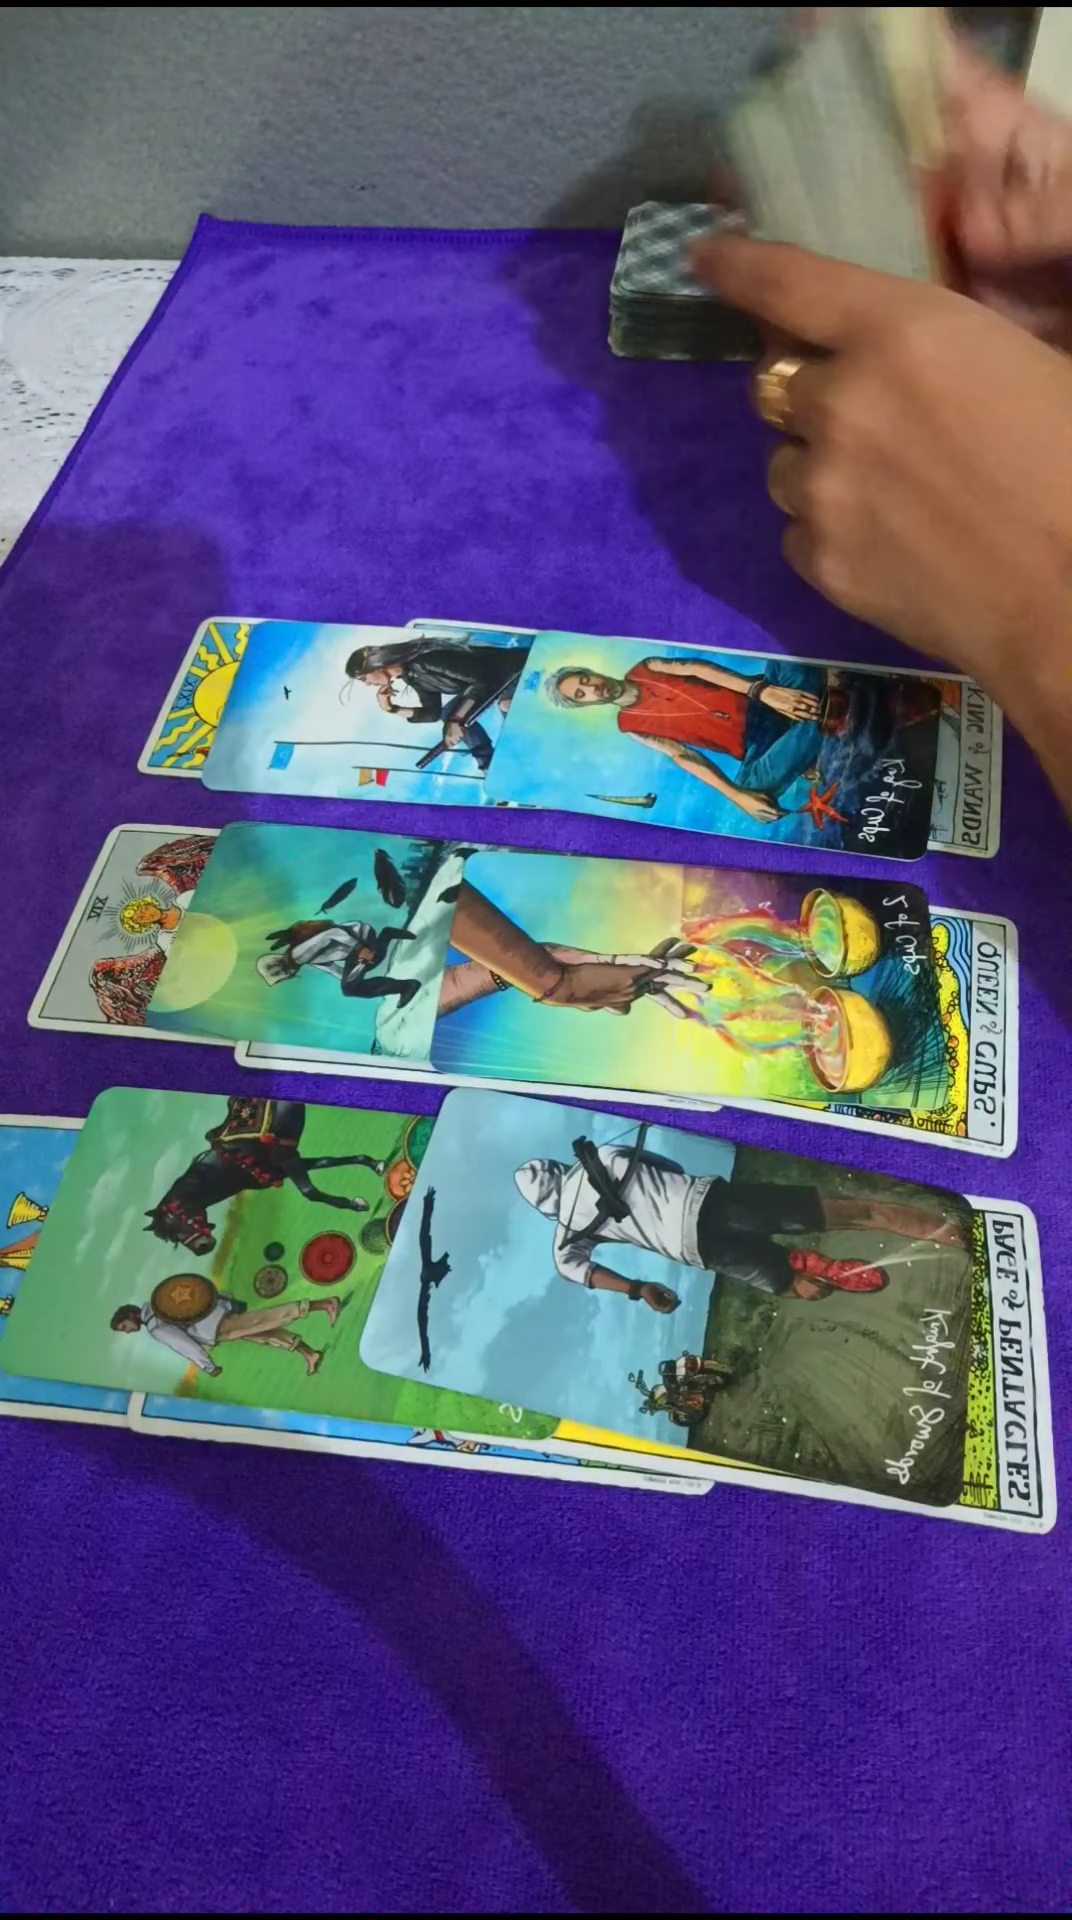 XIX
King of Cups
KING of WANDS
XIV
2 of Cups
QUEEN of CUPS.
Knight of Swords
PAGE of PENTACLES.
S